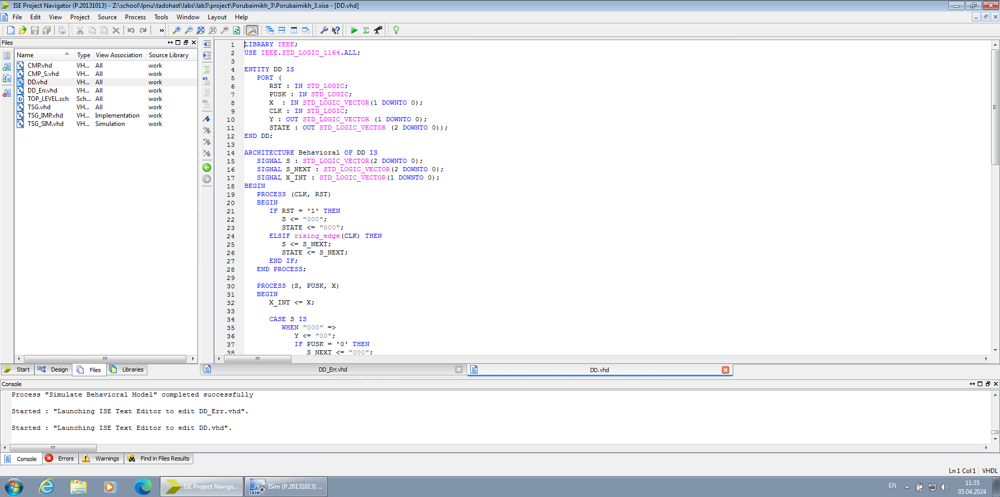 ISE Project Navigator (P.20131013) - Z:\school\lpnu\tadohast\labs\lab3\project\Porubaimikh_3\Porubaimikh_3.xise - [DD.vhd]
File Edit View Project Source Process Tools Window Layout Help
»
Files
Name Type View Association Source Library
CMP.vhd VH... All work
CMP_S.vhd VH... All work
DD.vhd VH... All work
DD_Err.vhd VH... All work
TOP_LEVEL.sch Sch... All work
TSG.vhd VH... All work
TSG_IMP.vhd VH... Implementation work
TSG_SIM.vhd VH... Simulation work
Start Design Files Libraries
1 LIBRARY IEEE;
2 USE IEEE.STD_LOGIC_1164.ALL;
3
4 ENTITY DD IS
5 PORT (
6 RST : IN STD_LOGIC;
7 PUSK : IN STD_LOGIC;
8 X  : IN STD_LOGIC_VECTOR(1 DOWNTO 0);
9 CLK : IN STD_LOGIC;
10 Y : OUT STD_LOGIC_VECTOR (1 DOWNTO 0);
11 STATE : OUT STD_LOGIC_VECTOR (2 DOWNTO 0));
12 END DD;
13
14 ARCHITECTURE Behavioral OF DD IS
15 SIGNAL S : STD_LOGIC_VECTOR(2 DOWNTO 0);
16 SIGNAL S_NEXT : STD_LOGIC_VECTOR(2 DOWNTO 0);
17 SIGNAL X_INT : STD_LOGIC_VECTOR(1 DOWNTO 0);
18 BEGIN
19 PROCESS (CLK, RST)
20 BEGIN
21 IF RST = '1' THEN
22 S <= "000";
23 STATE <= "000";
24 ELSIF rising_edge(CLK) THEN
25 S <= S_NEXT;
26 STATE <= S_NEXT;
27 END IF;
28 END PROCESS;
29
30 PROCESS (S, PUSK, X)
31 BEGIN
32 X_INT <= X;
33
34 CASE S IS
35 WHEN "000" =>
36 Y <= "00";
37 IF PUSK = '0' THEN
38 S_NEXT <= "000";
DD_Err.vhd DD.vhd
Console
Process "Simulate Behavioral Model" completed successfully
Started : "Launching ISE Text Editor to edit DD_Err.vhd".
Started : "Launching ISE Text Editor to edit DD.vhd".
Console Errors Warnings Find in Files Results
Ln 1 Col 1 VHDL
ISE Project Naviga... ISim (P.20131013) ...
EN
11:35
05.04.2024